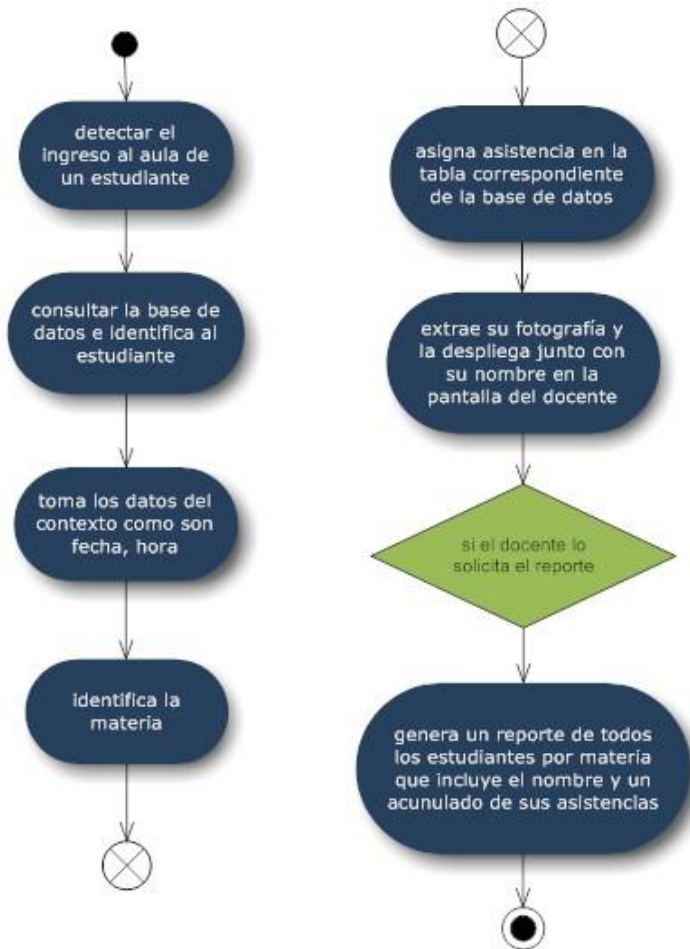 detectar el
ingreso al aula de
un estudiante
consultar la base de
datos e identifica al
estudiante
toma los datos del
contexto como son
fecha, hora
identifica la
materia
asigna asistencia en la
tabla correspondiente
de la base de datos
extrae su fotografía y
la despliega junto con
su nombre en la
pantalla del docente
si el docente lo
solicita el reporte
genera un reporte de todos
los estudiantes por materia
que incluye el nombre y un
acunulado de sus asistencias